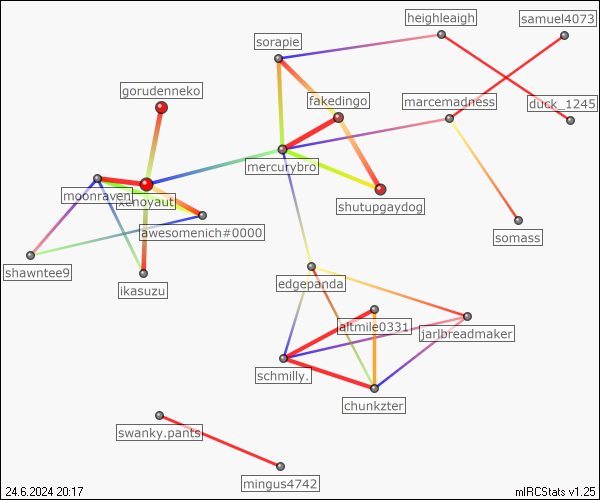 heighleaigh
samuel4073
sorapie
gorudenneko
fakedingo
marcemadness
duck_1245
mercurybro
moonraven
shutupgaydog
awesomenich#0000
somass
shawntee9
ikasuzu
edgepanda
altmile0331
jarlbreadmaker
schmilly.
chunkzter
swanky.pants
mingus4742
24.6.2024 20:17
mIRCStats v1.25